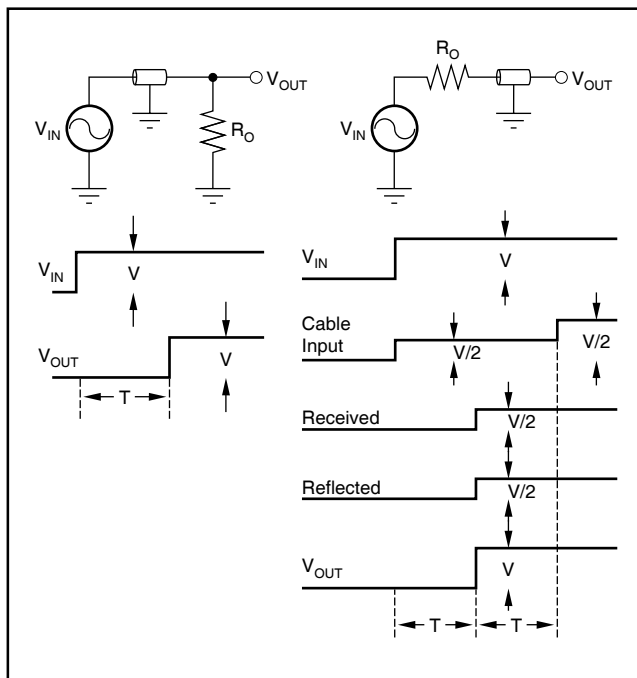 V_OUT
V_IN
R_O
V_IN
V
V_OUT
V
T
R_O
V_OUT
V_IN
V_IN
V
Cable
Input
V/2
V/2
Received
V/2
Reflected
V/2
V_OUT
V
T
T